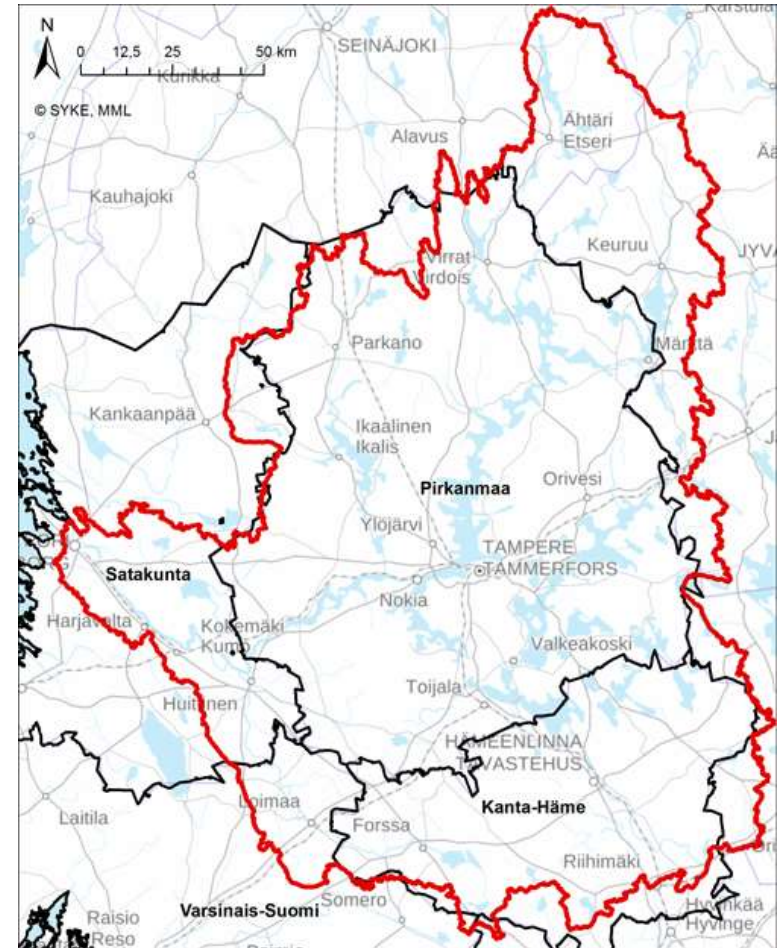 Karstula
N
0 12,5 25 50 km
SEINÄJOKI
Kurikka
© SYKE, MML
Alavus
Ähtäri
Etseri
Kauhajoki
Keuruu
Virrat
Virdois
Parkano
Mänttä
Kankaanpää
Ikaalinen
Ikalis
Pirkanmaa
Orivesi
Ylöjärvi
TAMPERE
TAMMERFORS
Satakunta
Nokia
Harjavalta
Kokemäki
Kumo
Valkeakoski
Toijala
Huittinen
HÄMEENLINNA
TAVASTEHUS
Kanta-Häme
Laitila
Loimaa
Forssa
Riihimäki
Varsinais-Suomi
Somero
Hyvinkää
Hyvinge
Raisio
Reso